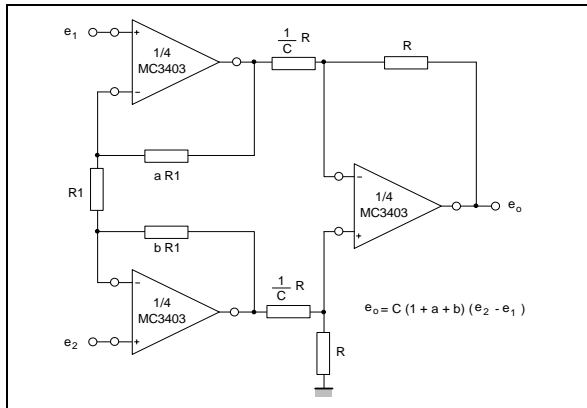 e1
1/4
MC3403
1/C R
R
a R1
R1
1/4
MC3403
eo
b R1
1/4
MC3403
1/C R
eo = C (1 + a + b) (e2 - e1)
e2
R